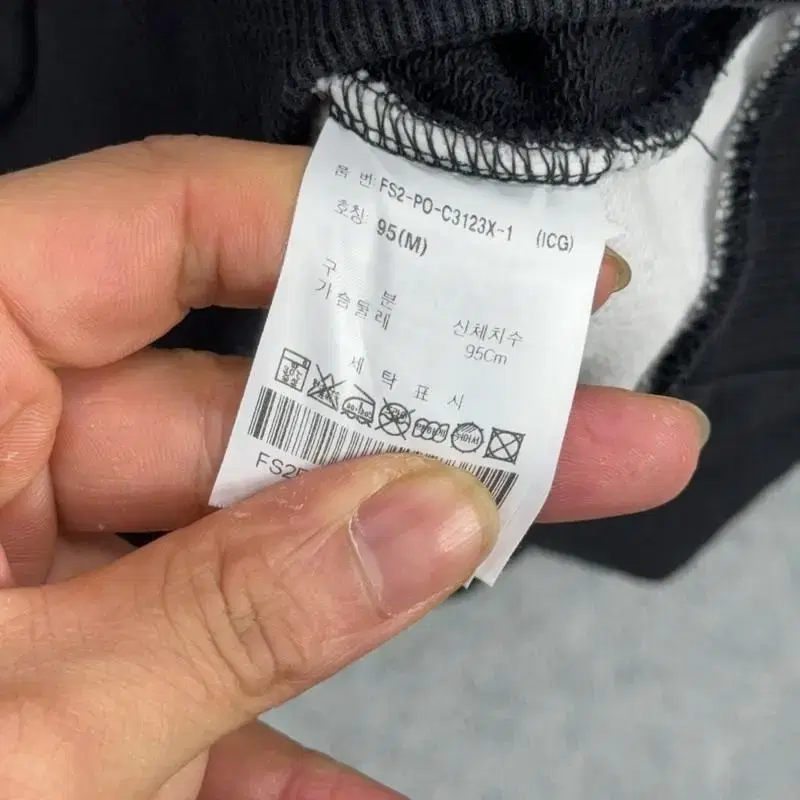 품 번: FS2-PO-C3123X-1 (ICG)
호칭: 95(M)
구 분 신체치수
가슴둘레 95Cm
세 탁 표 시